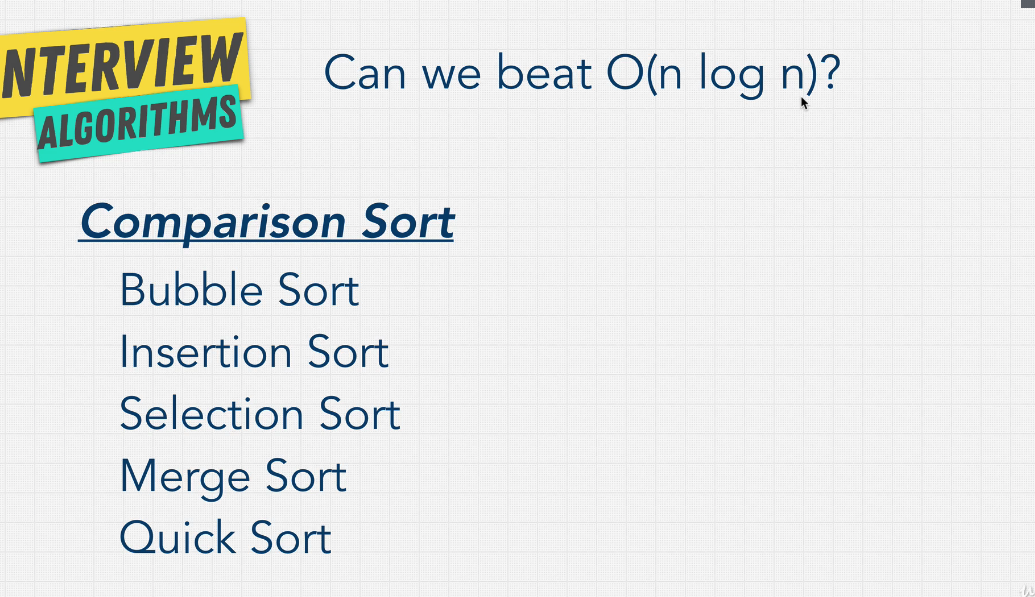 NTERVIEW
ALGORITHMS
Can we beat O(n log n)?
Comparison Sort
Bubble Sort
Insertion Sort
Selection Sort
Merge Sort
Quick Sort